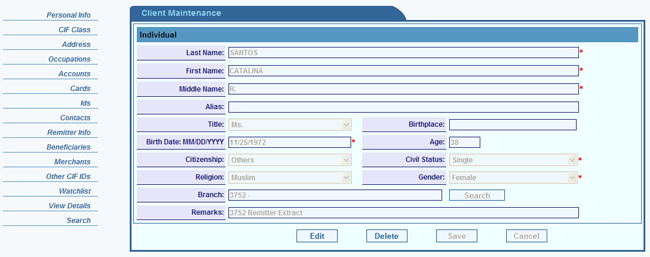 Personal Info
CIF Class
Address
Occupations
Accounts
Cards
Ids
Contacts
Remitter Info
Beneficiaries
Merchants
Other CIF IDs
Watchlist
View Details
Search
Client Maintenance
Individual
Last Name: SANTOS *
First Name: CATALINA *
Middle Name: R. *
Alias:
Title: Ms. Birthplace:
Birth Date: MM/DD/YYYY 11/25/1972 * Age: 38
Citizenship: Others Civil Status: Single *
Religion: Muslim Gender: Female *
Branch: 3752 - Search
Remarks: 3752 Remitter Extract
Edit Delete Save Cancel